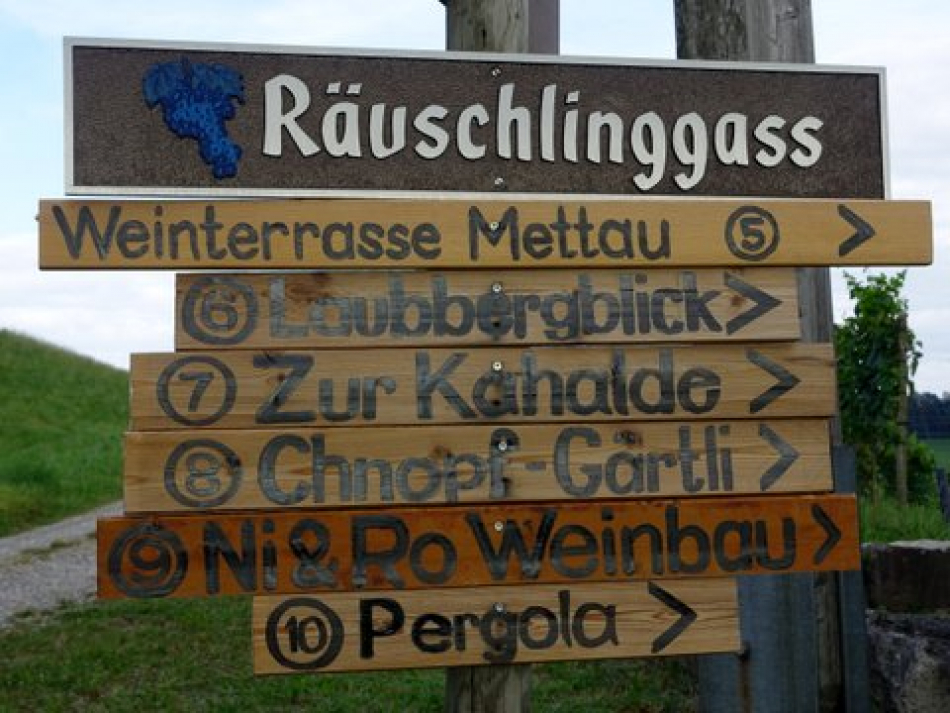 Räuschlinggass
Weinterrasse Mettau 5 >
6 Laubbergblick >
7 Zur Kahalde >
8 Chnopf-Gärtli >
9 Ni & Ro Weinbau >
10 Pergola >